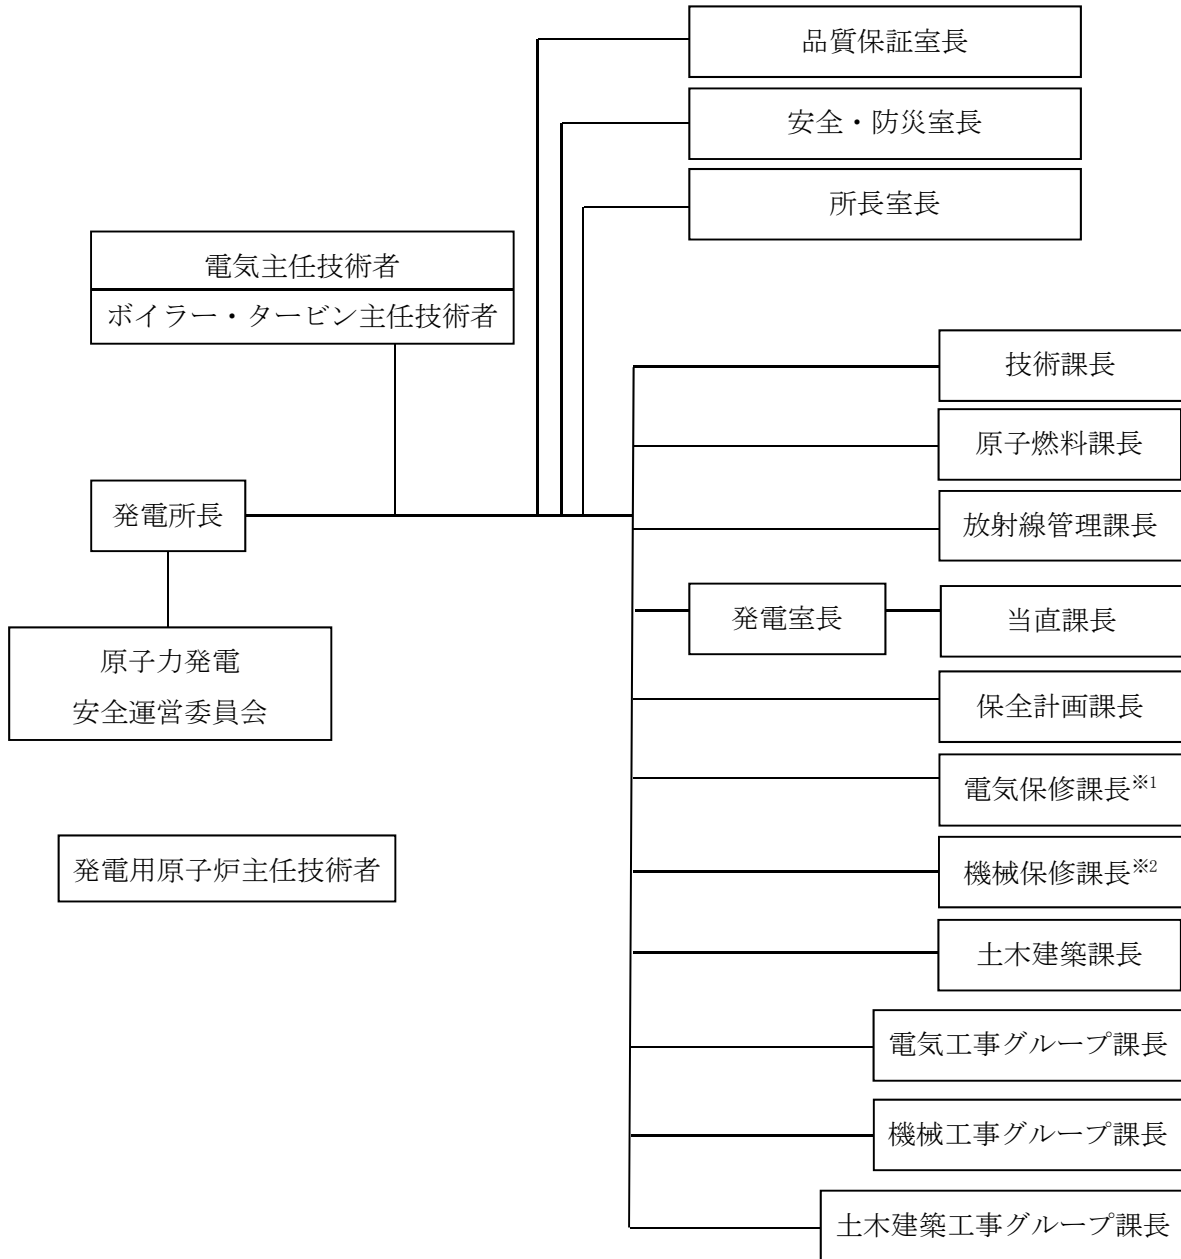 品質保証室長
安全・防災室長
所長室長
電気主任技術者
ボイラー・タービン主任技術者
技術課長
原子燃料課長
発電所長
放射線管理課長
発電室長
当直課長
原子力発電
安全運営委員会
保全計画課長
電気保修課長※1
発電用原子炉主任技術者
機械保修課長※2
土木建築課長
電気工事グループ課長
機械工事グループ課長
土木建築工事グループ課長